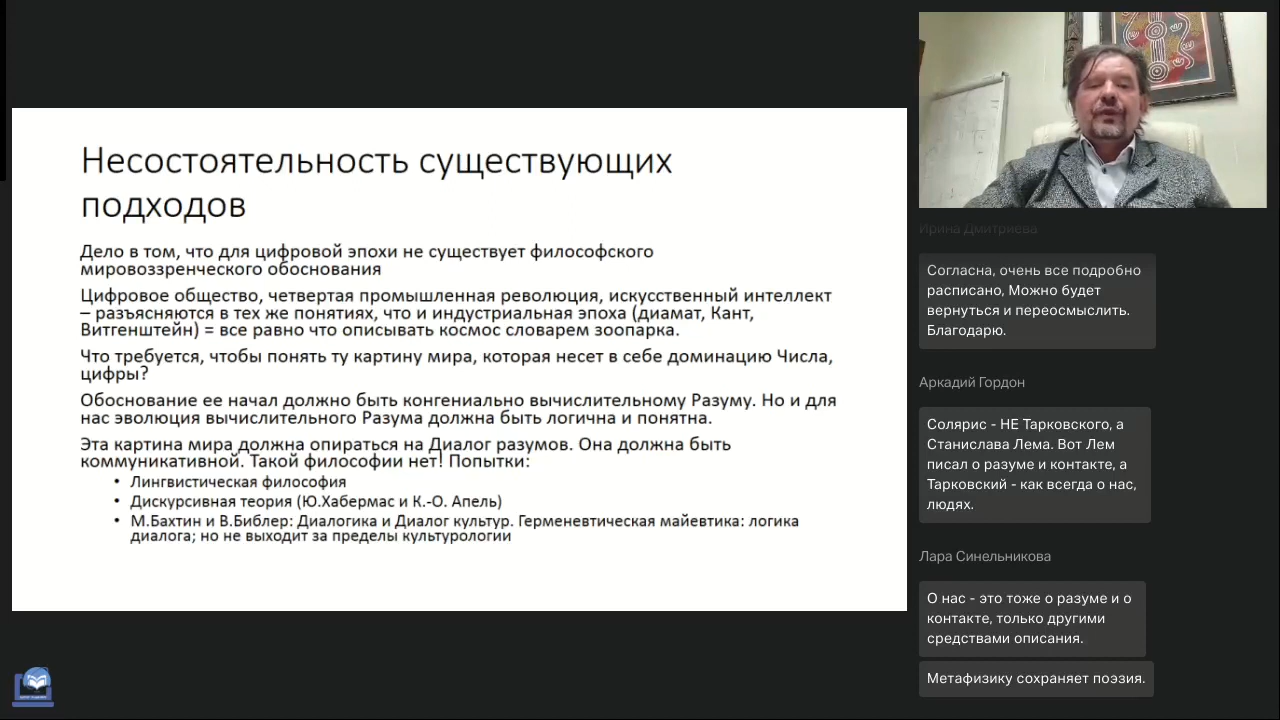 Несостоятельность существующих
подходов
Дело в том, что для цифровой эпохи не существует философского
мировоззренческого обоснования
Цифровое общество, четвертая промышленная революция, искусственный интеллект
– разъясняются в тех же понятиях, что и индустриальная эпоха (диамат, Кант,
Витгенштейн) = все равно что описывать космос словарем зоопарка.
Что требуется, чтобы понять ту картину мира, которая несет в себе доминацию Числа,
цифры?
Обоснование ее начал должно быть конгениально вычислительному Разуму. Но и для
нас эволюция вычислительного Разума должна быть логична и понятна.
Эта картина мира должна опираться на Диалог разумов. Она должна быть
коммуникативной. Такой философии нет! Попытки:
• Лингвистическая философия
• Дискурсивная теория (Ю.Хабермас и К.-О. Апель)
• М.Бахтин и В.Библер: Диалогика и Диалог культур. Герменевтическая майевтика: логика
диалога; но не выходит за пределы культурологии
Ирина Дмитриева
Согласна, очень все подробно
расписано, Можно будет
вернуться и переосмыслить.
Благодарю.
Аркадий Гордон
Солярис - НЕ Тарковского, а
Станислава Лема. Вот Лем
писал о разуме и контакте, а
Тарковский - как всегда о нас,
людях.
Лара Синельникова
О нас - это тоже о разуме и о
контакте, только другими
средствами описания.
Метафизику сохраняет поэзия.